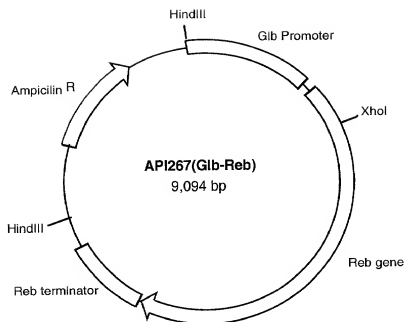 HindIII
Glb Promoter
Ampicilin R
XhoI
API267(Glb-Reb)
9,094 bp
HindIII
Reb gene
Reb terminator